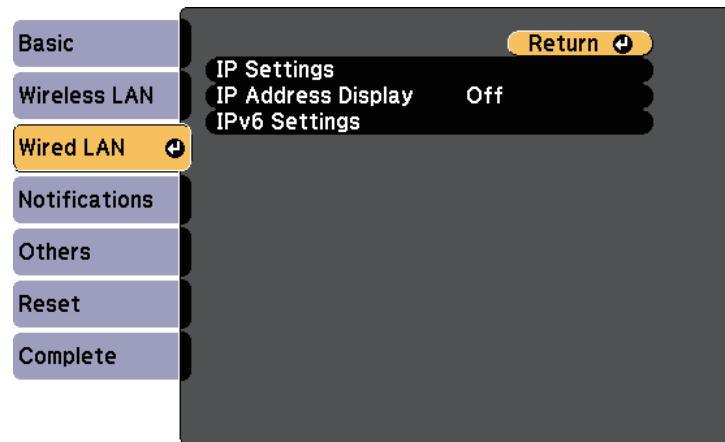 Basic
Wireless LAN
Wired LAN
Notifications
Others
Reset
Complete
Return
IP Settings
IP Address Display Off
IPv6 Settings